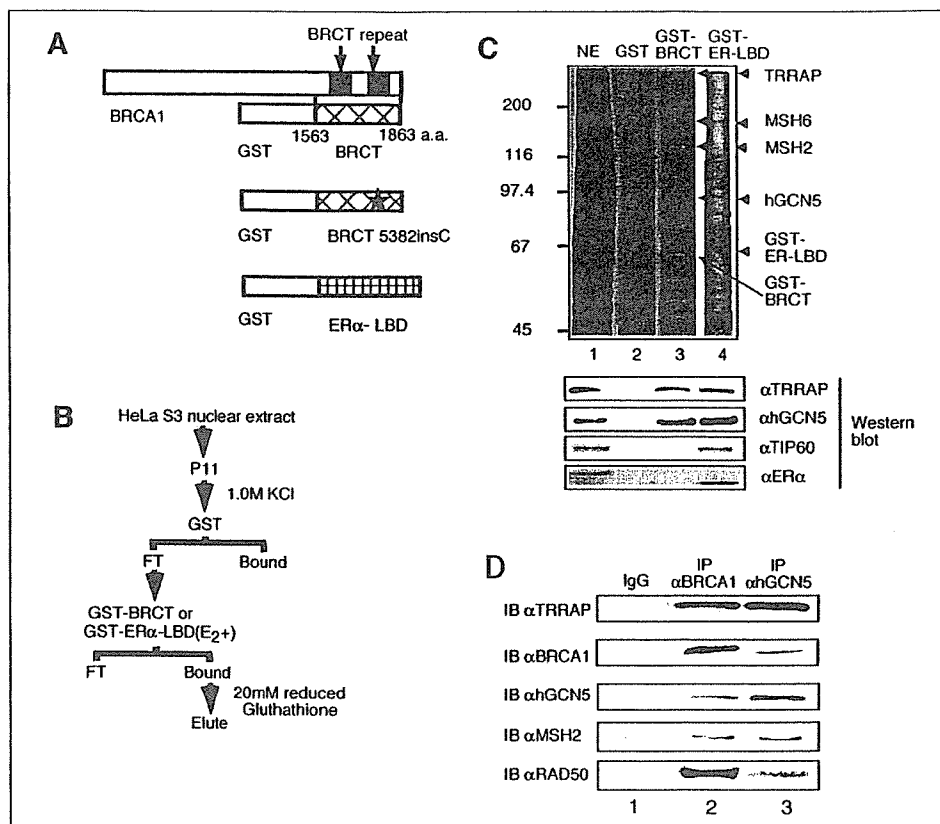 A
BRCT repeat
BRCA1
1563
1863 a.a.
GST
BRCT
GST
BRCT 5382insC
GST
ERα- LBD
B
HeLa S3 nuclear extract
P11
1.0M KCl
GST
FT
Bound
GST-BRCT or
GST-ERα-LBD(E2+)
FT
Bound
20mM reduced
Gluthathione
Elute
C
NE
GST
GST-
BRCT
GST-
ER-LBD
200
116
97.4
67
45
TRRAP
MSH6
MSH2
hGCN5
GST-
ER-LBD
GST-
BRCT
1 2 3 4
αTRRAP
αhGCN5
αTIP60
αERα
Western
blot
D
IgG
IP
αBRCA1
IP
αhGCN5
IB αTRRAP
IB αBRCA1
IB αhGCN5
IB αMSH2
IB αRAD50
1 2 3